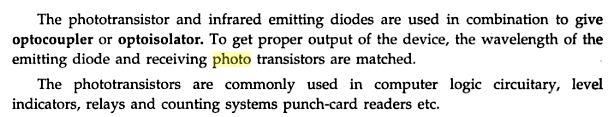 The phototransistor and infrared emitting diodes are used in combination to give
optocoupler or optoisolator. To get proper output of the device, the wavelength of the
emitting diode and receiving photo transistors are matched.
The phototransistors are commonly used in computer logic circuitary, level
indicators, relays and counting systems punch-card readers etc.